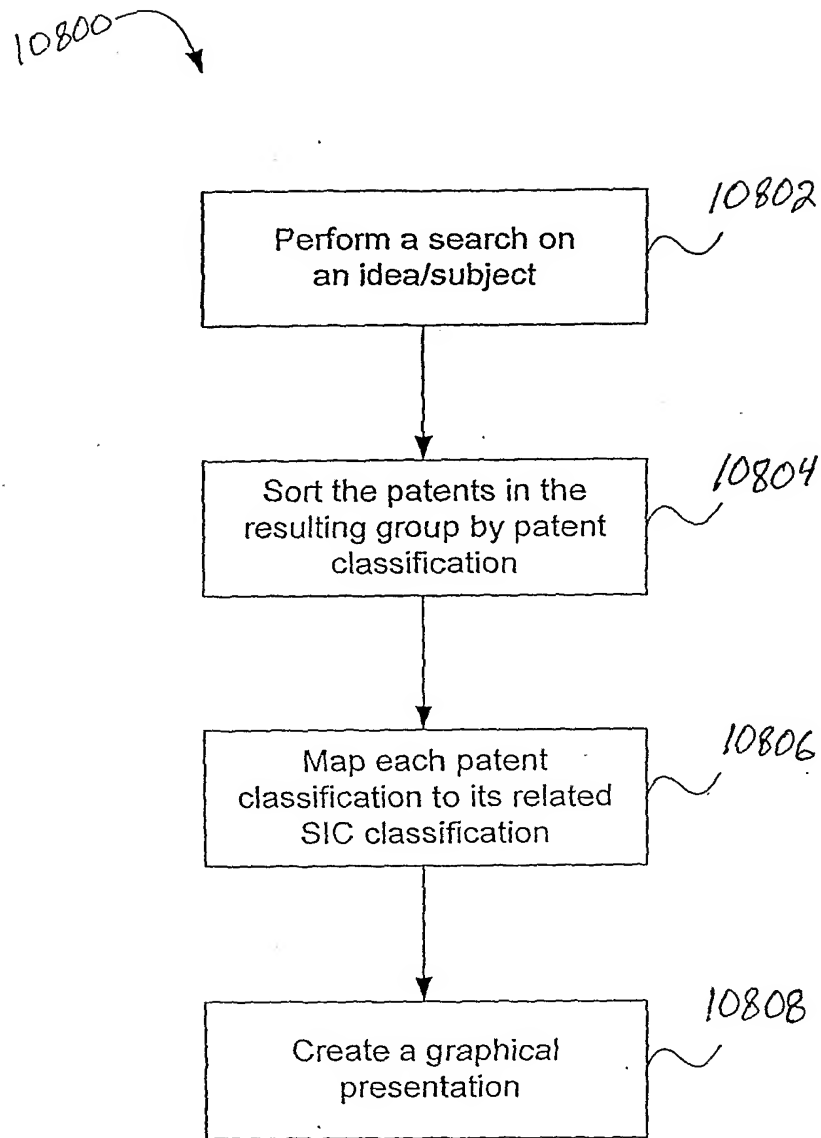 10800
10802
Perform a search on
an idea/subject
10804
Sort the patents in the
resulting group by patent
classification
10806
Map each patent
classification to its related
SIC classification
10808
Create a graphical
presentation